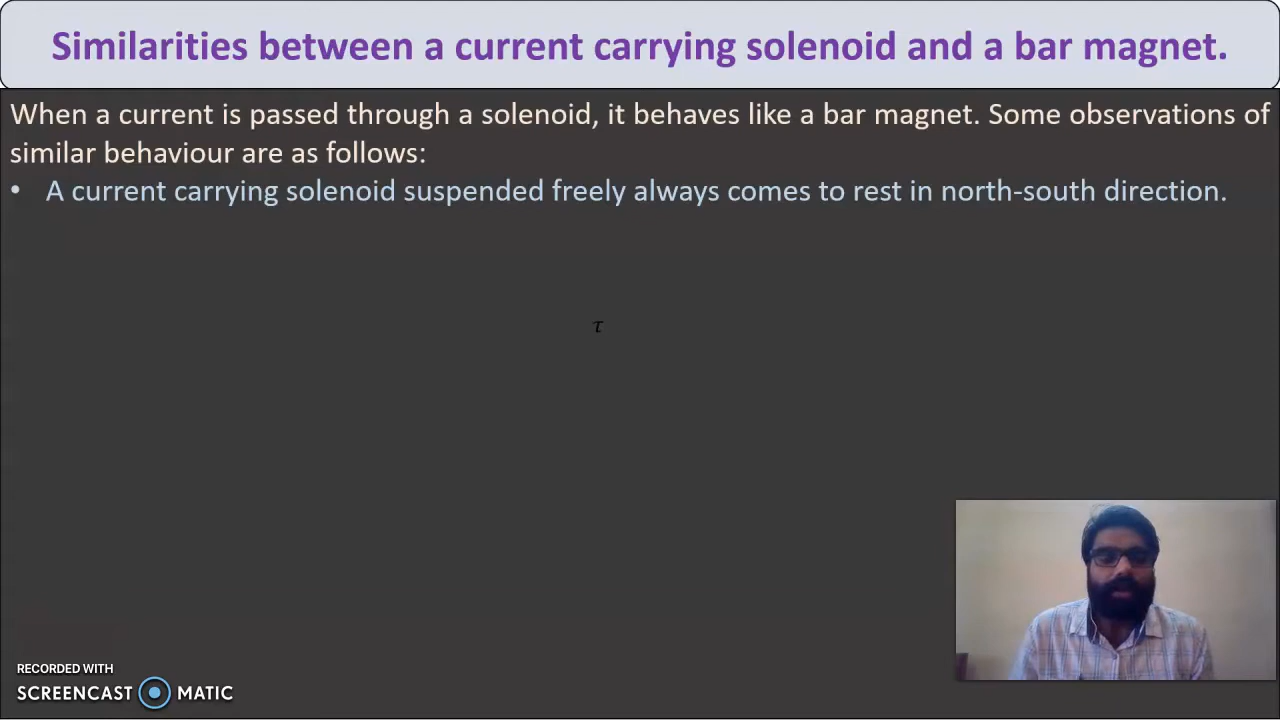 Similarities between a current carrying solenoid and a bar magnet.
When a current is passed through a solenoid, it behaves like a bar magnet. Some observations of
similar behaviour are as follows:
• A current carrying solenoid suspended freely always comes to rest in north-south direction.
τ
RECORDED WITH
SCREENCAST MATIC